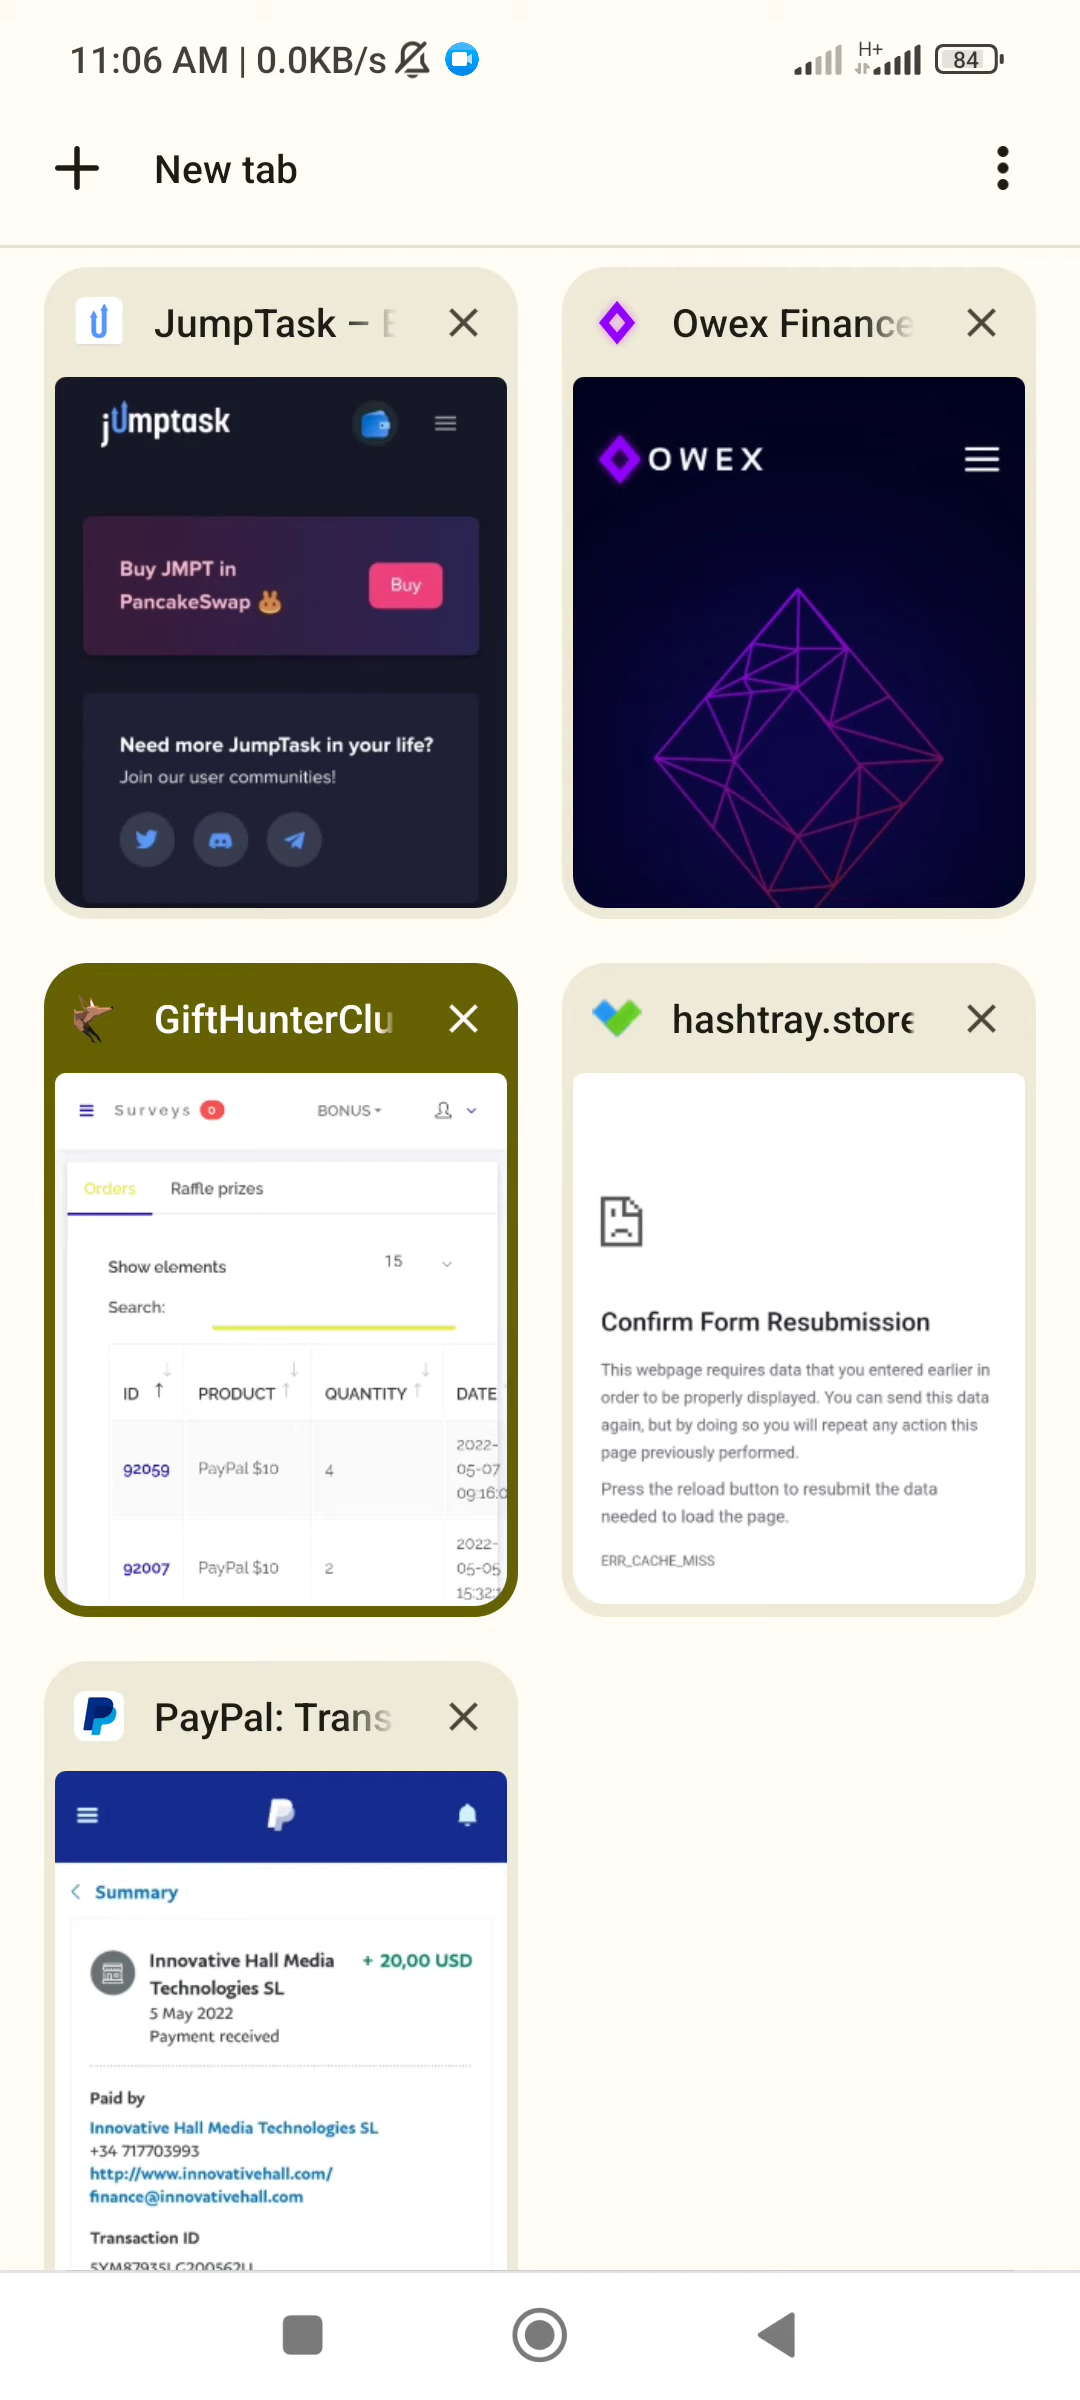 11:06 AM | 0.0KB/s
H+
84
New tab
JumpTask –
jumptask
Buy JMPT in
PancakeSwap
Buy
Need more JumpTask in your life?
Join our user communities!
Owex Finance
OWEX
GiftHunterClu
Surveys 0
BONUS
Orders
Raffle prizes
Show elements
15
Search:
ID
PRODUCT
QUANTITY
DATE
92059
PayPal $10
4
2022-
05-07
09:16:0
92007
PayPal $10
2
2022-
05-05
15:32:
hashtray.store
Confirm Form Resubmission
This webpage requires data that you entered earlier in
order to be properly displayed. You can send this data
again, but by doing so you will repeat any action this
page previously performed.
Press the reload button to resubmit the data
needed to load the page.
ERR_CACHE_MISS
PayPal: Trans
Summary
Innovative Hall Media
Technologies SL
+ 20,00 USD
5 May 2022
Payment received
Paid by
Innovative Hall Media Technologies SL
+34 717703993
http://www.innovativehall.com/
finance@innovativehall.com
Transaction ID